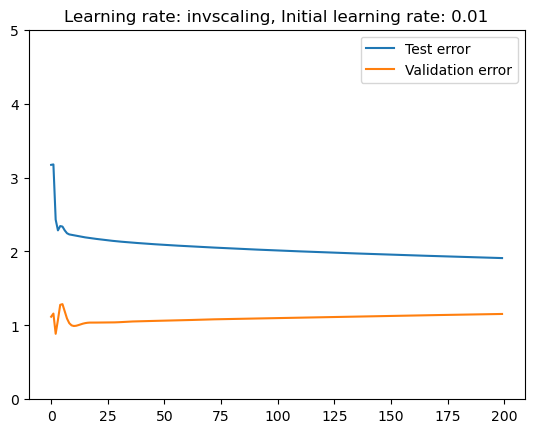 Learning rate: invscaling, Initial learning rate: 0.01
Test error
Validation error
5
4
3
2
1
0
0 25 50 75 100 125 150 175 200